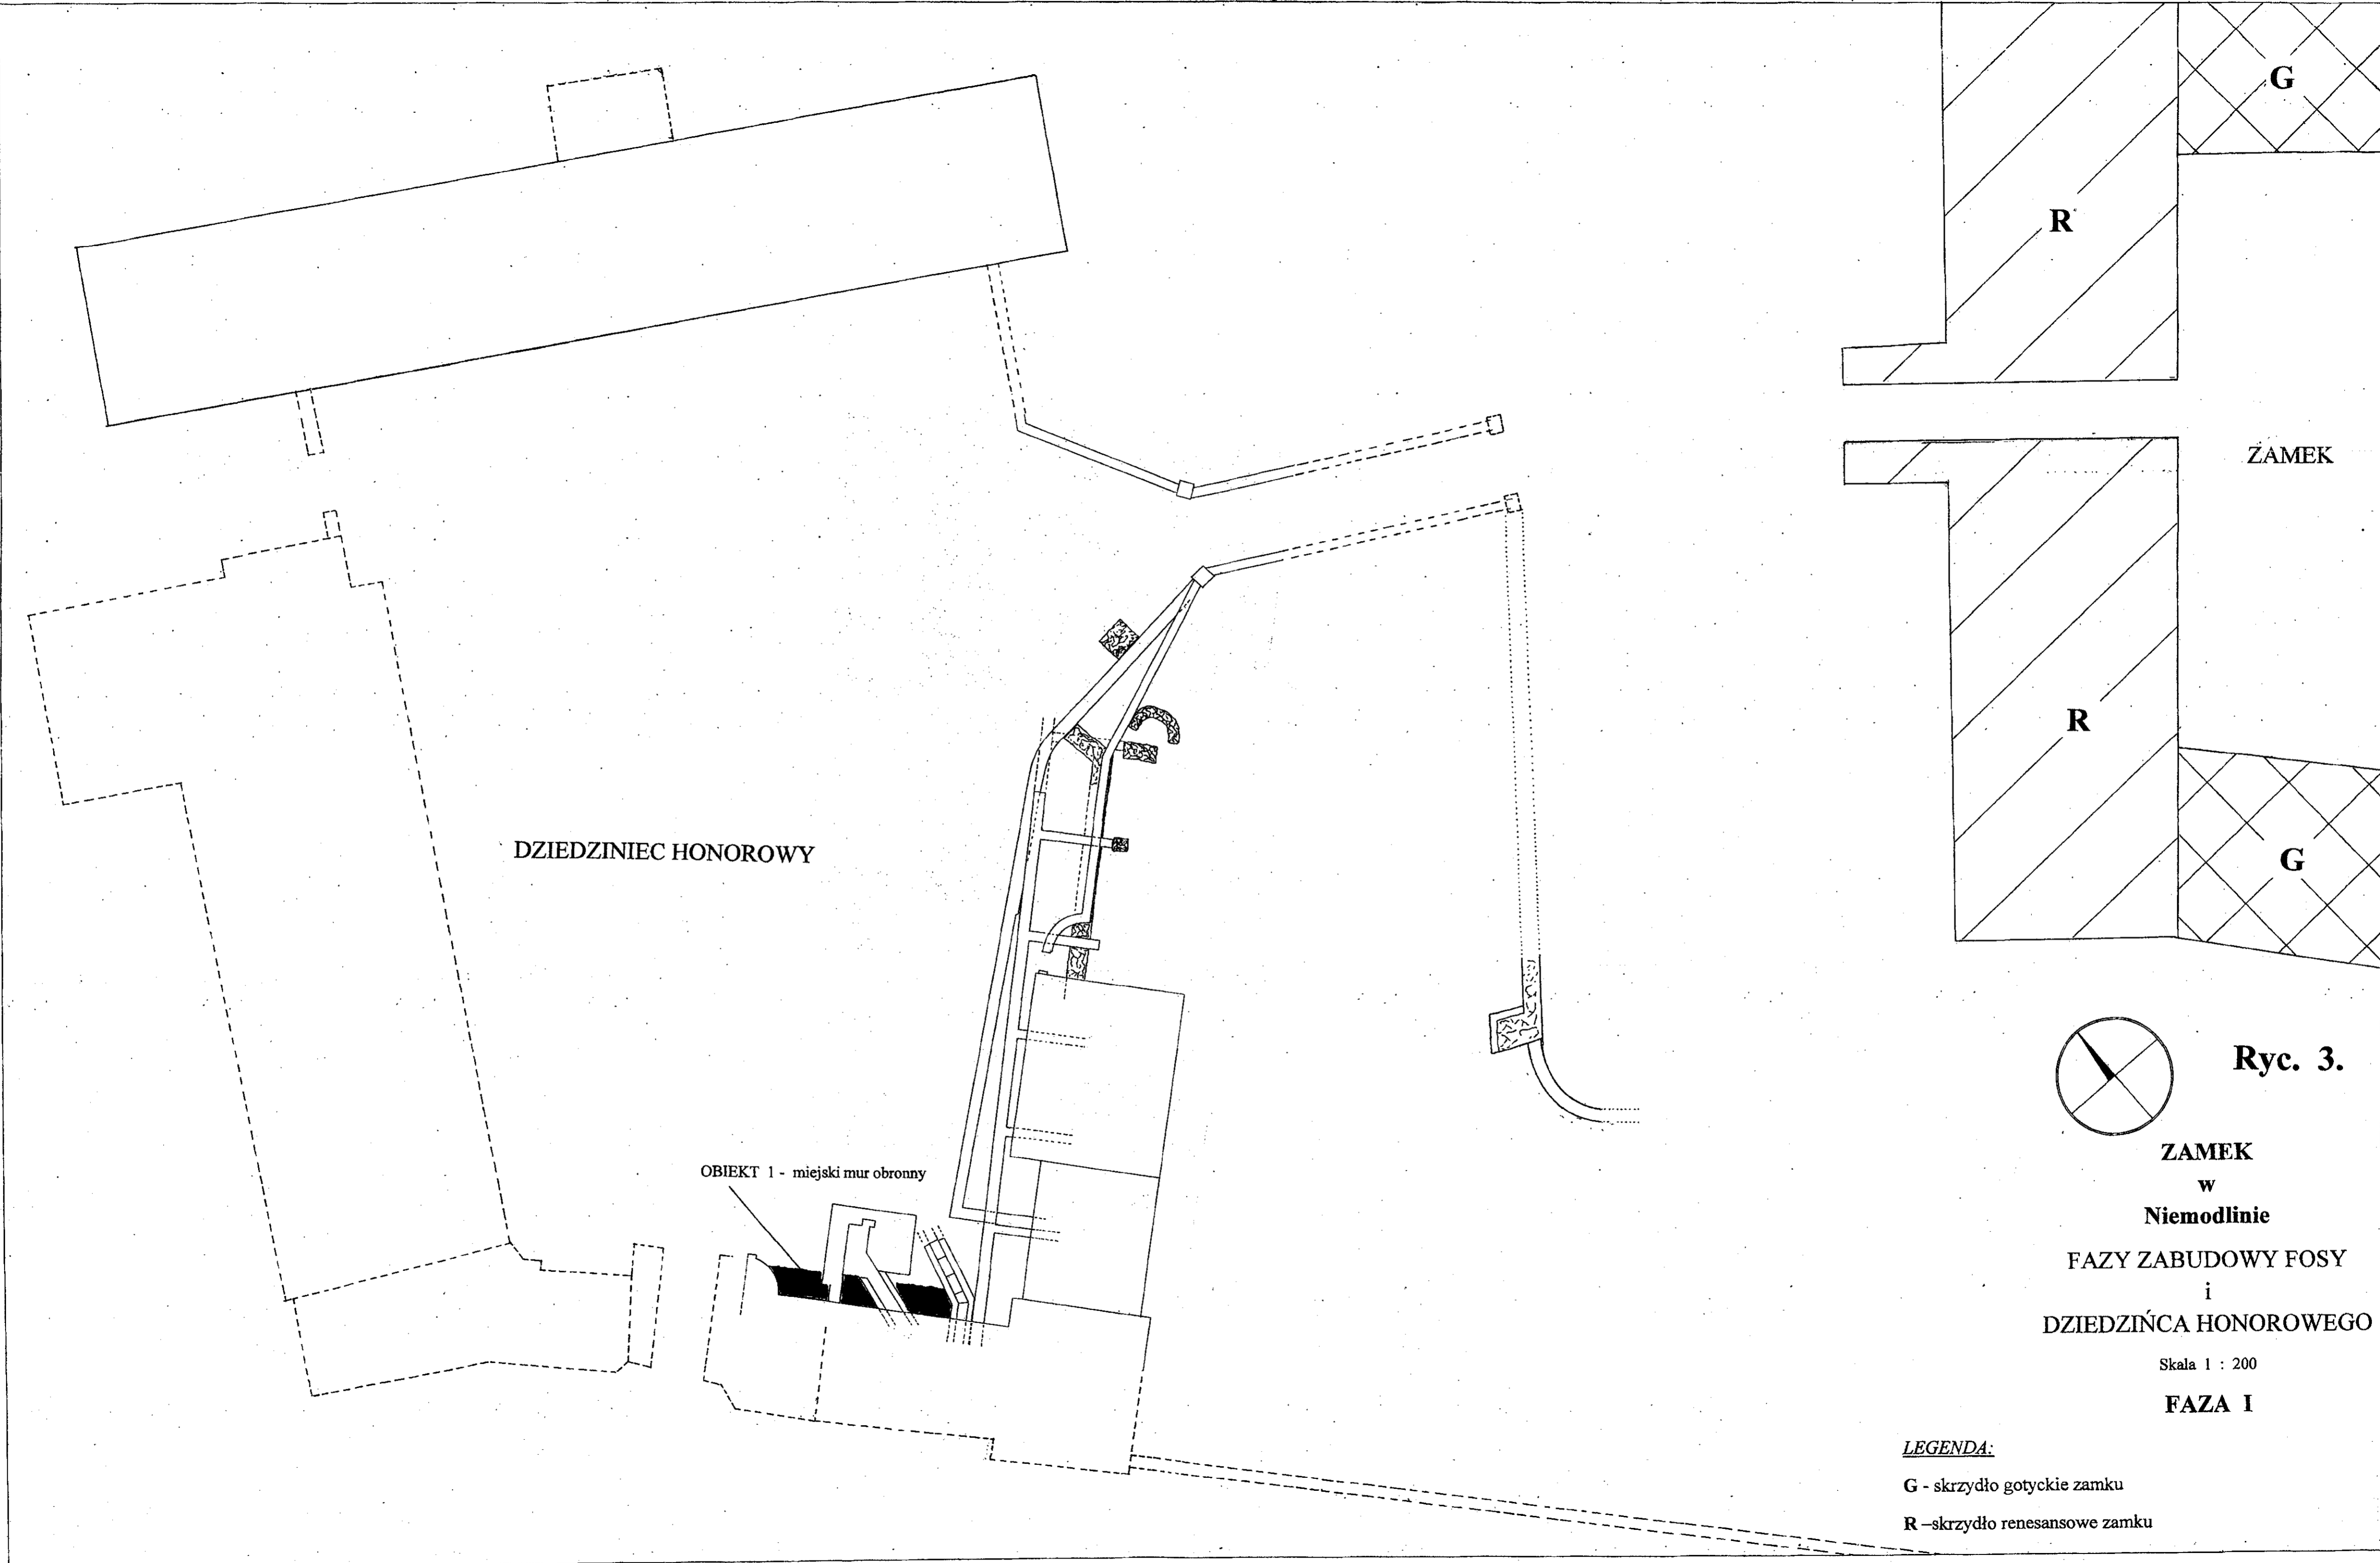 G
R
ZAMEK
R
DZIEDZINIEC HONOROWY
G
Ryc. 3.
OBIEKT 1 - miejski mur obronny
ZAMEK
w
Niemodlinie
FAZY ZABUDOWY FOSY
i
DZIEDZIŃCA HONOROWEGO
Skala 1 : 200
FAZA I
LEGENDA:
G - skrzydło gotyckie zamku
R –skrzydło renesansowe zamku